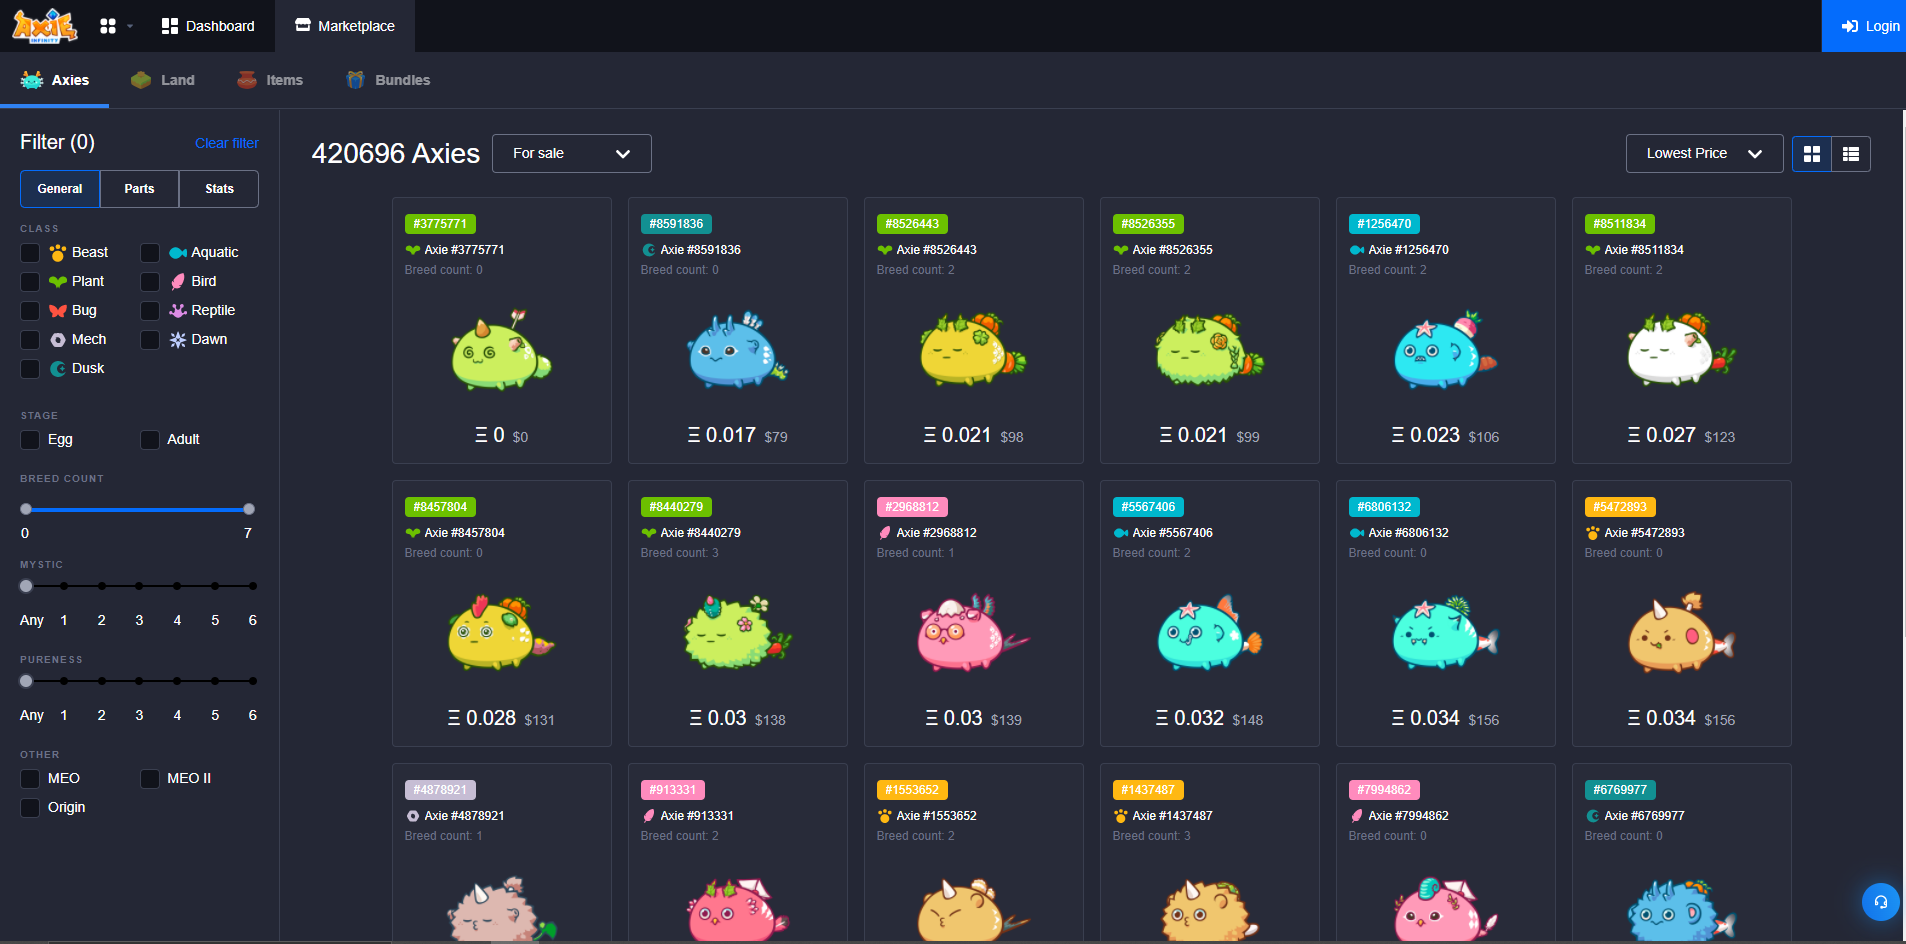 AXIE
INFINITY
Dashboard
Marketplace
Login
Axies
Land
Items
Bundles
Filter (0)
Clear filter
General
Parts
Stats
CLASS
Beast
Aquatic
Plant
Bird
Bug
Reptile
Mech
Dawn
Dusk
STAGE
Egg
Adult
BREED COUNT
0
7
MYSTIC
Any 1 2 3 4 5 6
PURENESS
Any 1 2 3 4 5 6
OTHER
MEO
MEO II
Origin
420696 Axies
For sale
Lowest Price
#3775771
Axie #3775771
Breed count: 0
Ξ 0 $0
#8591836
Axie #8591836
Breed count: 0
Ξ 0.017 $79
#8526443
Axie #8526443
Breed count: 2
Ξ 0.021 $98
#8526355
Axie #8526355
Breed count: 2
Ξ 0.021 $99
#1256470
Axie #1256470
Breed count: 2
Ξ 0.023 $106
#8511834
Axie #8511834
Breed count: 2
Ξ 0.027 $123
#8457804
Axie #8457804
Breed count: 0
Ξ 0.028 $131
#8440279
Axie #8440279
Breed count: 3
Ξ 0.03 $138
#2968812
Axie #2968812
Breed count: 1
Ξ 0.03 $139
#5567406
Axie #5567406
Breed count: 2
Ξ 0.032 $148
#6806132
Axie #6806132
Breed count: 0
Ξ 0.034 $156
#5472893
Axie #5472893
Breed count: 0
Ξ 0.034 $156
#4878921
Axie #4878921
Breed count: 1
#913331
Axie #913331
Breed count: 2
#1553652
Axie #1553652
Breed count: 2
#1437487
Axie #1437487
Breed count: 3
#7994862
Axie #7994862
Breed count: 0
#6769977
Axie #6769977
Breed count: 0